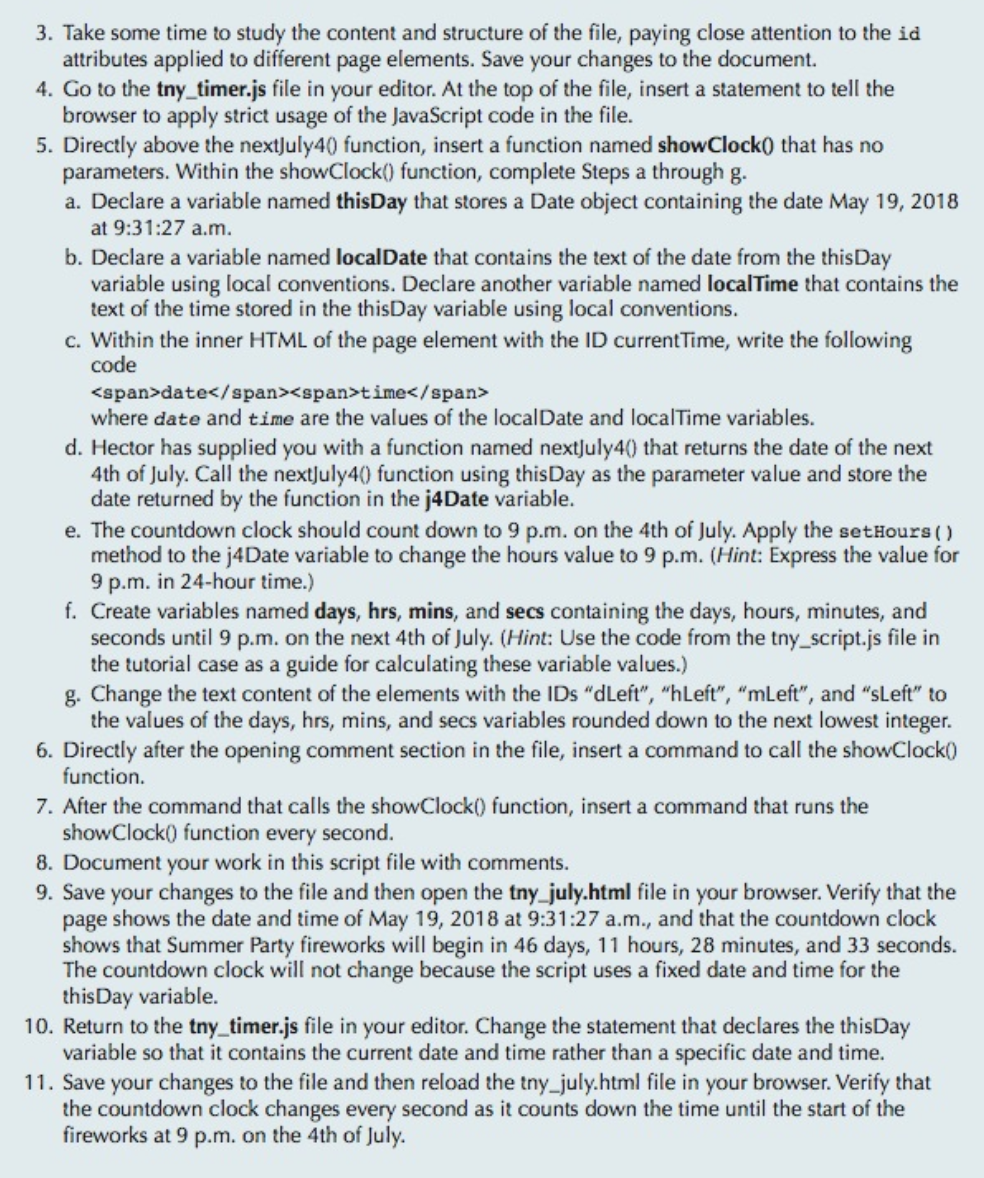 3. Take some time to study the content and structure of the file, paying close attention to the id
attributes applied to different page elements. Save your changes to the document.
4. Go to the tny_timer.js file in your editor. At the top of the file, insert a statement to tell the
browser to apply strict usage of the JavaScript code in the file.
5. Directly above the nextJuly4() function, insert a function named showClock() that has no
parameters. Within the showClock() function, complete Steps a through g.
a. Declare a variable named thisDay that stores a Date object containing the date May 19, 2018
at 9:31:27 a.m.
b. Declare a variable named localDate that contains the text of the date from the thisDay
variable using local conventions. Declare another variable named localTime that contains the
text of the time stored in the thisDay variable using local conventions.
c. Within the inner HTML of the page element with the ID currentTime, write the following
code
<span>date</span><span>time</span>
where date and time are the values of the localDate and localTime variables.
d. Hector has supplied you with a function named nextJuly4() that returns the date of the next
4th of July. Call the nextJuly4() function using thisDay as the parameter value and store the
date returned by the function in the j4Date variable.
e. The countdown clock should count down to 9 p.m. on the 4th of July. Apply the setHours()
method to the j4Date variable to change the hours value to 9 p.m. (Hint: Express the value for
9 p.m. in 24-hour time.)
f. Create variables named days, hrs, mins, and secs containing the days, hours, minutes, and
seconds until 9 p.m. on the next 4th of July. (Hint: Use the code from the tny_script.js file in
the tutorial case as a guide for calculating these variable values.)
g. Change the text content of the elements with the IDs “dLeft”, “hLeft”, “mLeft”, and “sLeft” to
the values of the days, hrs, mins, and secs variables rounded down to the next lowest integer.
6. Directly after the opening comment section in the file, insert a command to call the showClock()
function.
7. After the command that calls the showClock() function, insert a command that runs the
showClock() function every second.
8. Document your work in this script file with comments.
9. Save your changes to the file and then open the tny_july.html file in your browser. Verify that the
page shows the date and time of May 19, 2018 at 9:31:27 a.m., and that the countdown clock
shows that Summer Party fireworks will begin in 46 days, 11 hours, 28 minutes, and 33 seconds.
The countdown clock will not change because the script uses a fixed date and time for the
thisDay variable.
10. Return to the tny_timer.js file in your editor. Change the statement that declares the thisDay
variable so that it contains the current date and time rather than a specific date and time.
11. Save your changes to the file and then reload the tny_july.html file in your browser. Verify that
the countdown clock changes every second as it counts down the time until the start of the
fireworks at 9 p.m. on the 4th of July.